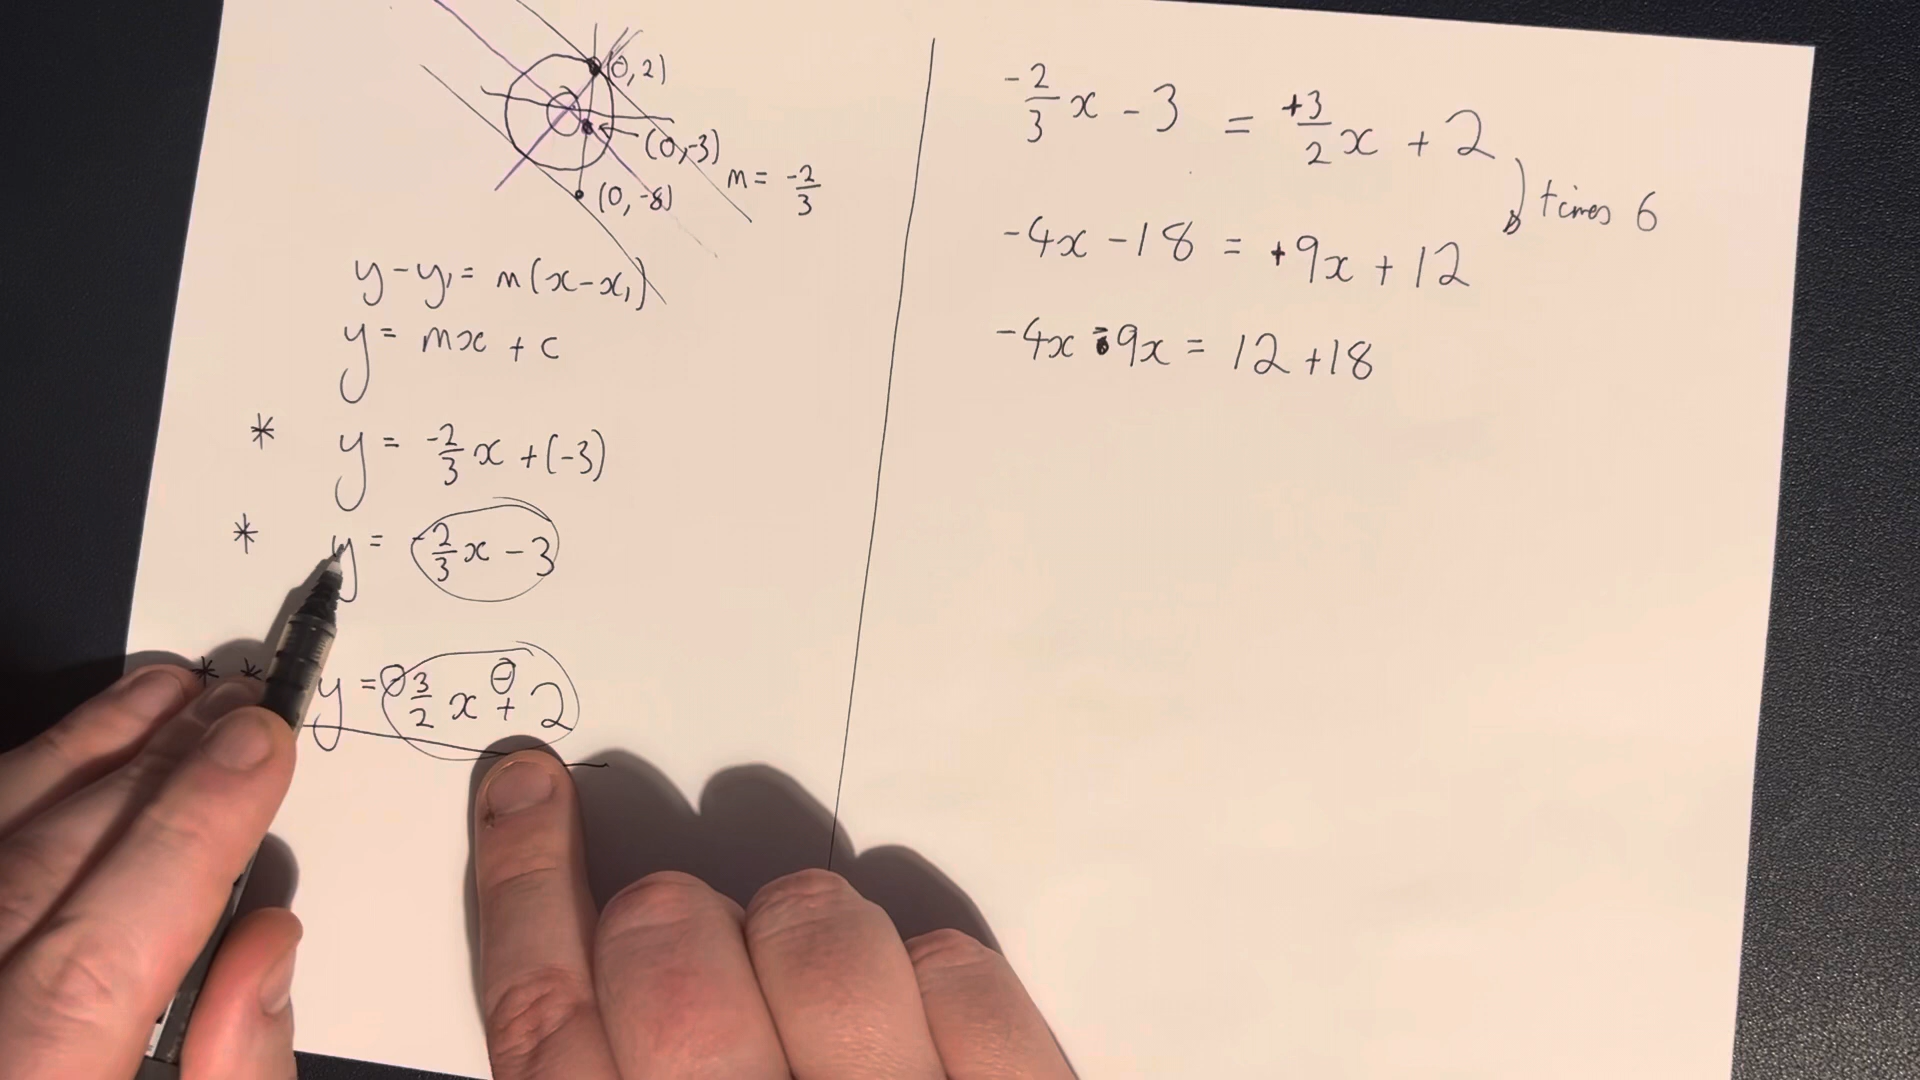 (0, 2)
(0, -3)
m = -2/3
(0, -8)
y - y₁ = m(x - x₁)
y = mx + c
* y = -2/3 x + (-3)
* y = -2/3 x - 3
* * y = 3/2 x + 2
-2/3 x - 3 = +3/2 x + 2
times 6
-4x - 18 = +9x + 12
-4x - 9x = 12 + 18